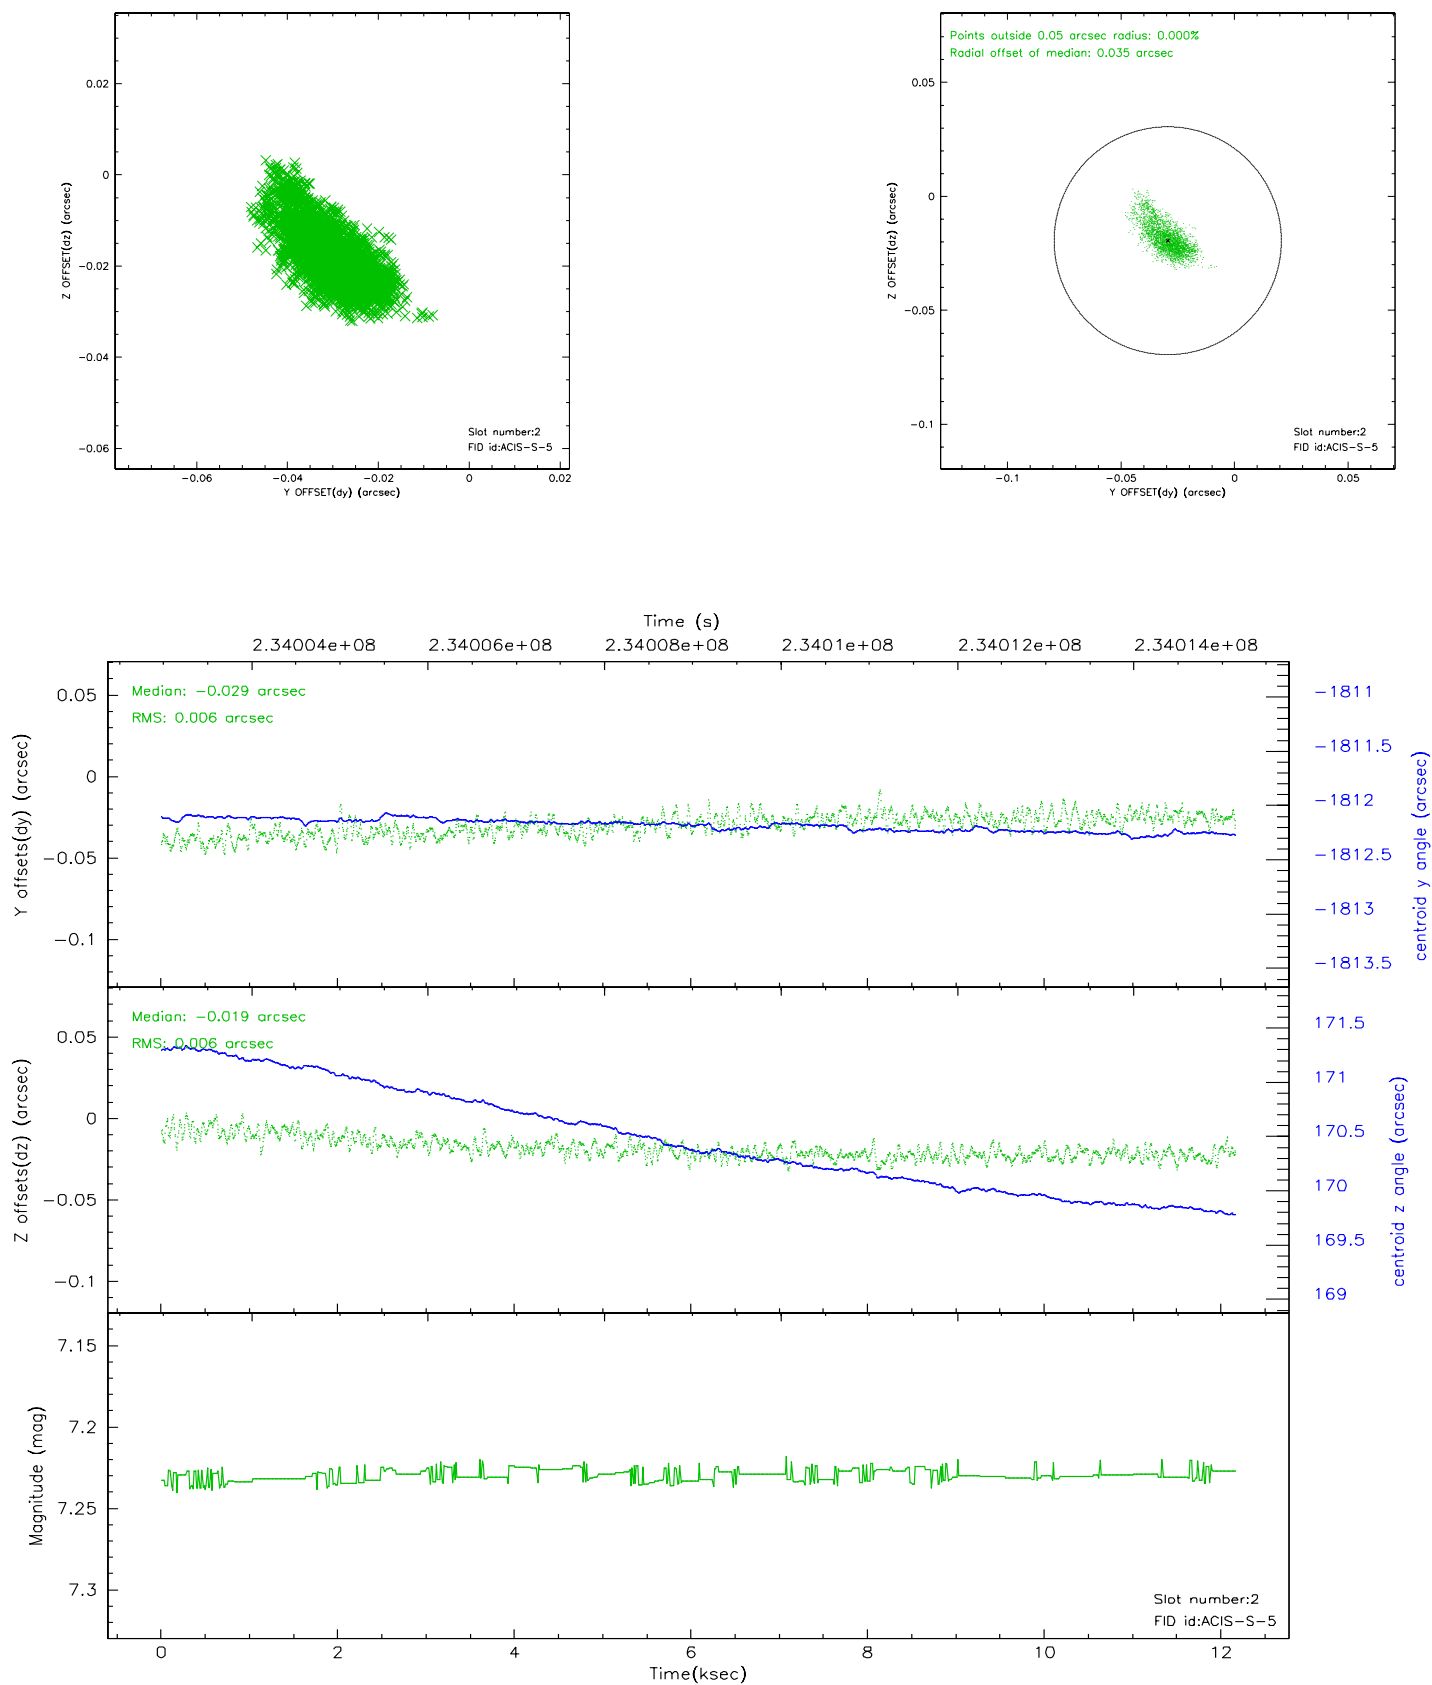 0.02
0
-0.02
-0.04
-0.06
Z OFFSET(dz) (arcsec)
Slot number:2
FID id:ACIS-S-5
-0.06
-0.04
-0.02
0
0.02
Y OFFSET(dy) (arcsec)
Points outside 0.05 arcsec radius: 0.000%
Radial offset of median: 0.035 arcsec
0.05
0
-0.05
-0.1
Z OFFSET(dz) (arcsec)
Slot number:2
FID id:ACIS-S-5
-0.1
-0.05
0
0.05
Y OFFSET(dy) (arcsec)
Time (s)
2.34004e+08
2.34006e+08
2.34008e+08
2.3401e+08
2.34012e+08
2.34014e+08
Median: -0.029 arcsec
RMS: 0.006 arcsec
0.05
0
-0.05
-0.1
Y offsets(dy) (arcsec)
-1811
-1811.5
-1812
-1812.5
-1813
-1813.5
centroid y angle (arcsec)
Median: -0.019 arcsec
RMS: 0.006 arcsec
0.05
0
-0.05
-0.1
Z offsets(dz) (arcsec)
171.5
171
170.5
170
169.5
169
centroid z angle (arcsec)
7.15
7.2
7.25
7.3
Magnitude (mag)
Slot number:2
FID id:ACIS-S-5
0
2
4
6
8
10
12
Time(ksec)